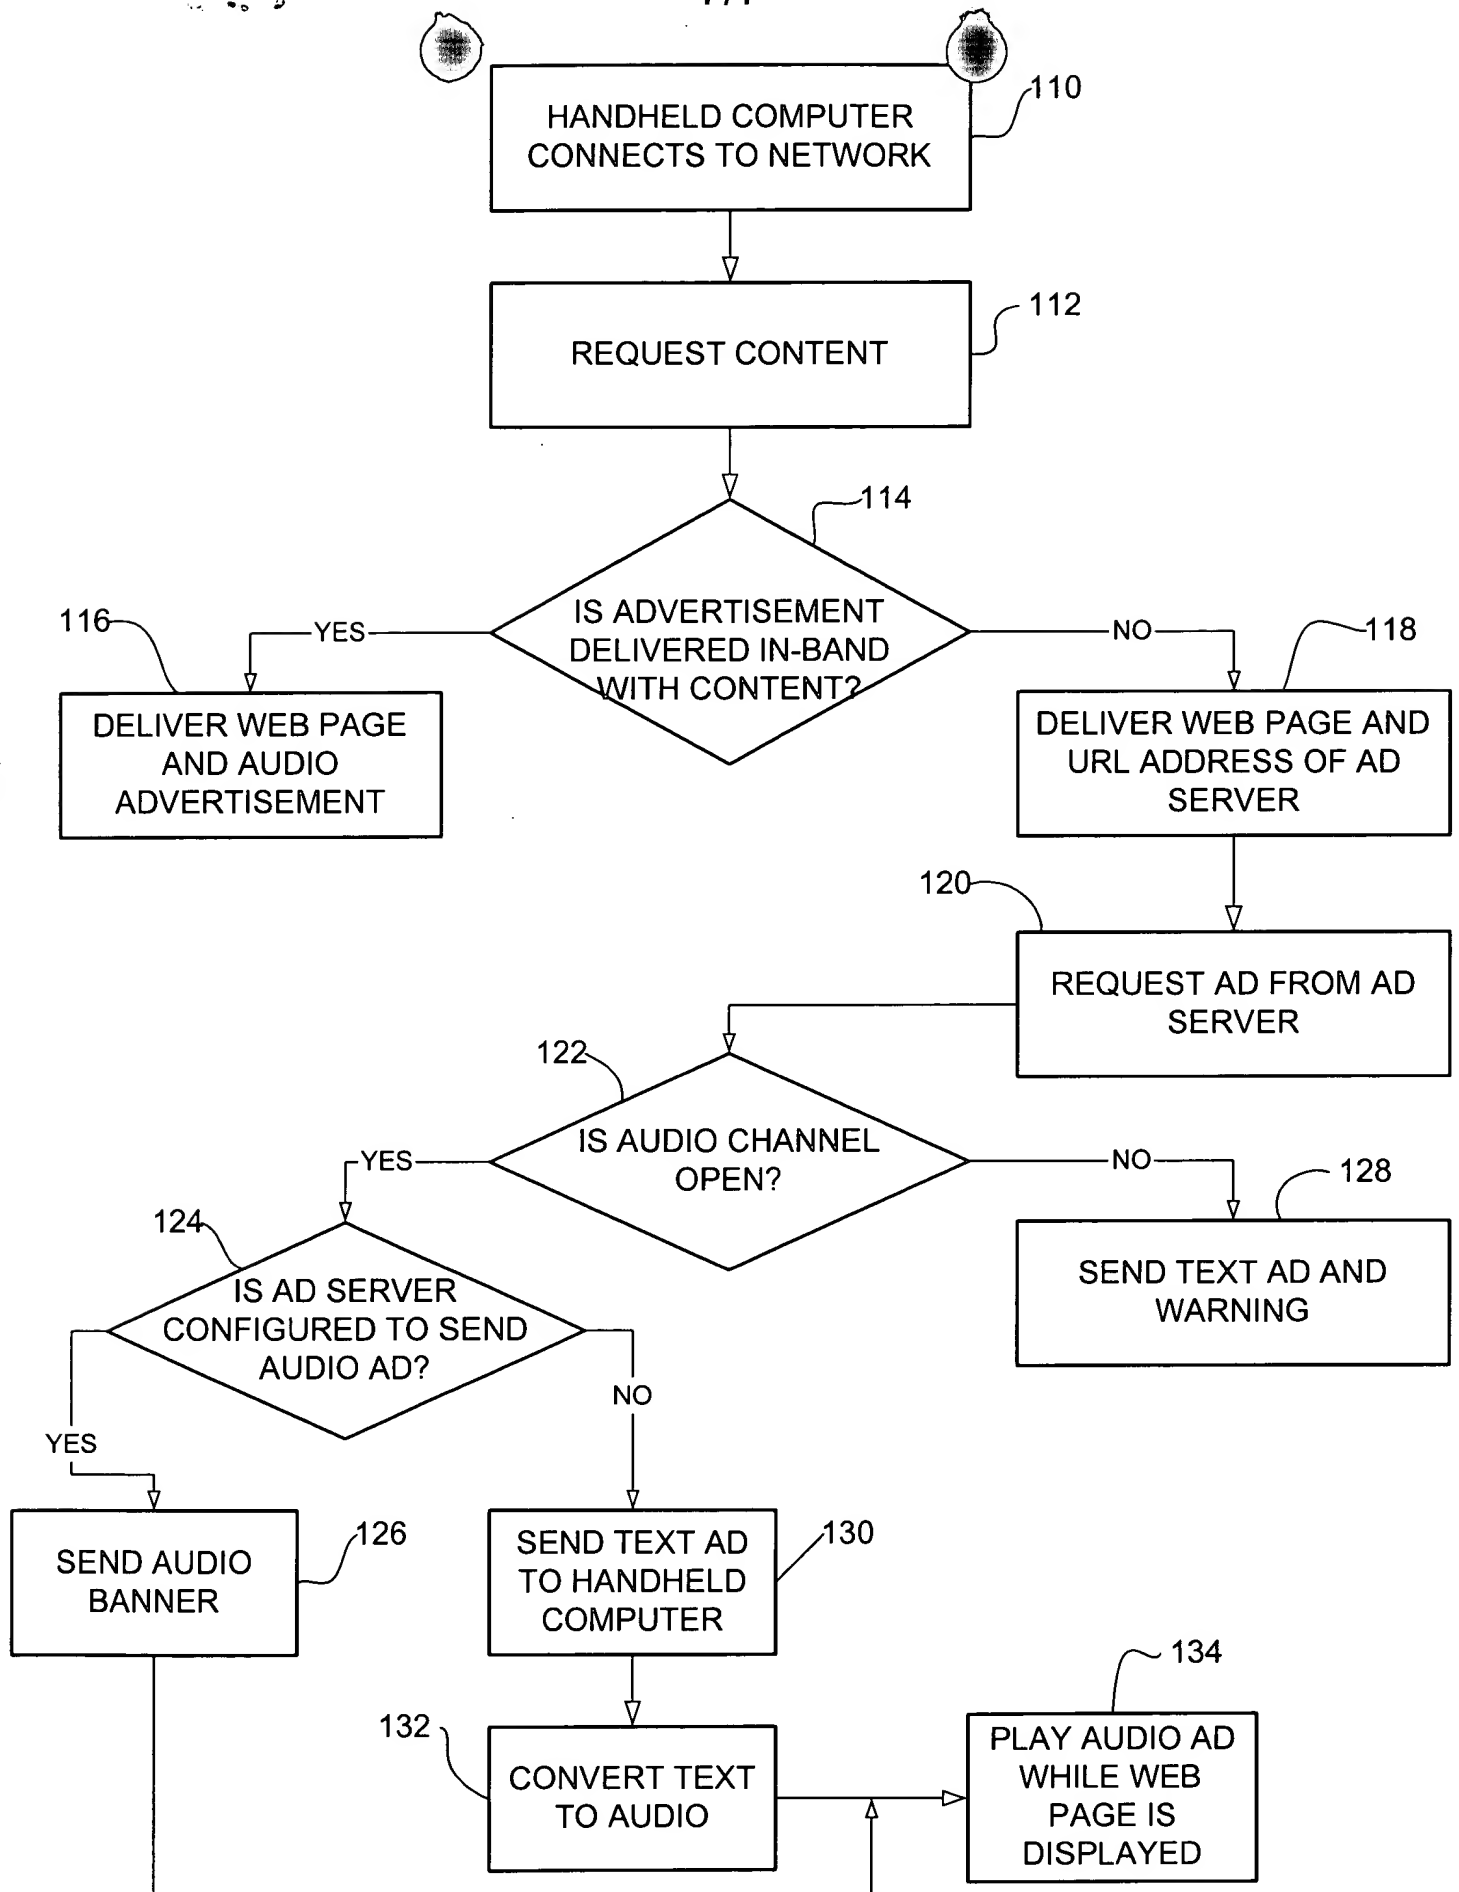 110
HANDHELD COMPUTER
CONNECTS TO NETWORK
112
REQUEST CONTENT
114
IS ADVERTISEMENT
DELIVERED IN-BAND
WITH CONTENT?
YES
NO
116
118
DELIVER WEB PAGE
AND AUDIO
ADVERTISEMENT
DELIVER WEB PAGE AND
URL ADDRESS OF AD
SERVER
120
REQUEST AD FROM AD
SERVER
122
IS AUDIO CHANNEL
OPEN?
YES
NO
128
124
SEND TEXT AD AND
WARNING
IS AD SERVER
CONFIGURED TO SEND
AUDIO AD?
NO
YES
126
SEND AUDIO
BANNER
130
SEND TEXT AD
TO HANDHELD
COMPUTER
134
132
CONVERT TEXT
TO AUDIO
PLAY AUDIO AD
WHILE WEB
PAGE IS
DISPLAYED